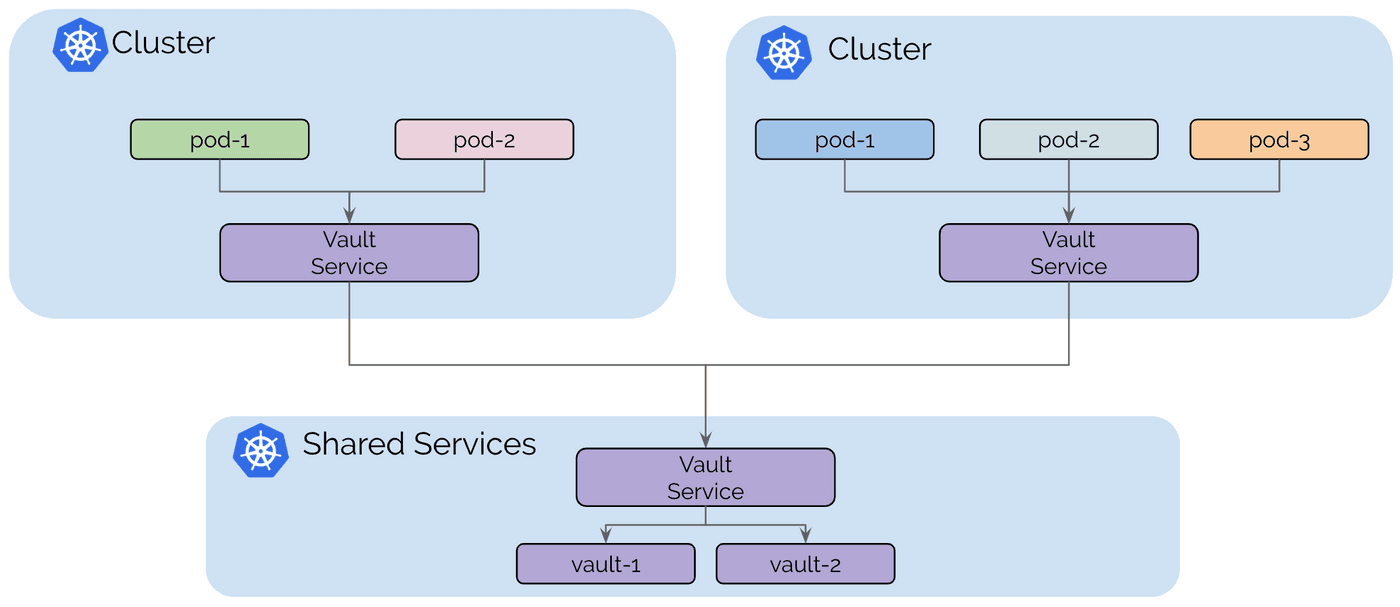 Cluster
Cluster
pod-1
pod-2
pod-1
pod-2
pod-3
Vault
Service
Vault
Service
Shared Services
Vault
Service
vault-1
vault-2